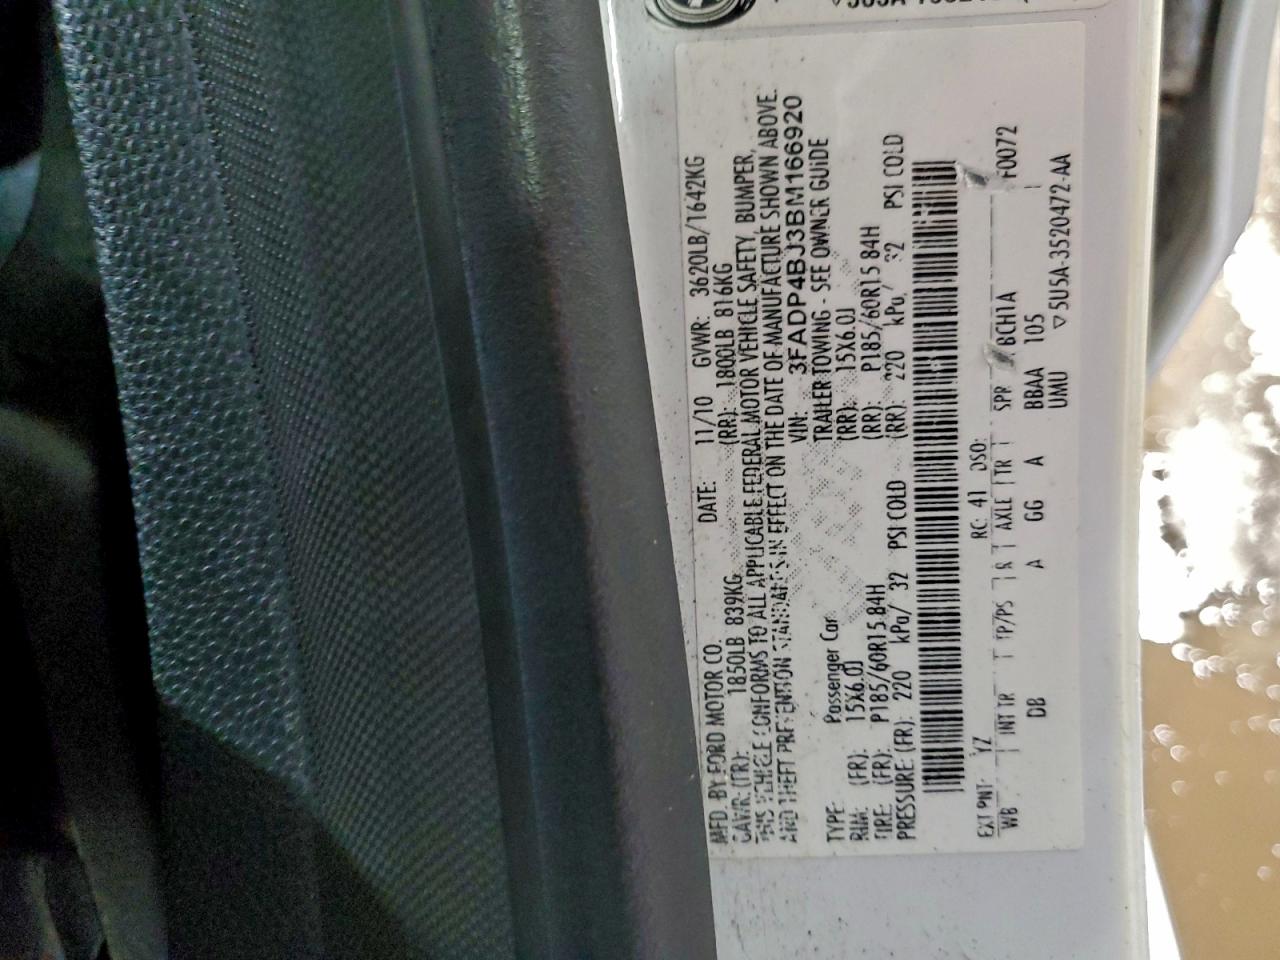 MFD. BY FORD MOTOR CO. DATE: 11/10 GVWR: 3620LB/1642KG
GAWR: (FR): 1850LB 839KG (RR): 1800LB 816KG
THIS VEHICLE CONFORMS TO ALL APPLICABLE FEDERAL MOTOR VEHICLE SAFETY, BUMPER,
AND THEFT PREVENTION STANDARDS IN EFFECT ON THE DATE OF MANUFACTURE SHOWN ABOVE.
VIN: 3FADP4BJ3BM166920
TYPE: Passenger Car TRAILER TOWING - SEE OWNER GUIDE
RIM: (FR): 15X6.0J (RR): 15X6.0J
TIRE: (FR): P185/60R15 84H (RR): P185/60R15 84H
PRESSURE: (FR): 220 kPa/ 32 PSI COLD (RR): 220 kPa/ 32 PSI COLD
EXT PNT: YZ RC: 41 DSO: F0072
WB INT TR TP/PS R AXLE TR SPR BCH1A
DB A GG A BBAA 105
UMU ▽ 5U5A-3520472-AA